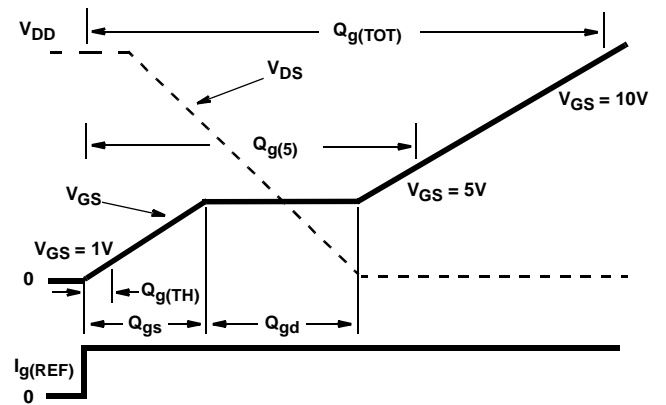 V_DD
Q_g(TOT)
V_DS
V_GS = 10V
Q_g(5)
V_GS
V_GS = 5V
V_GS = 1V
0
Q_g(TH)
Q_gs
Q_gd
I_g(REF)
0